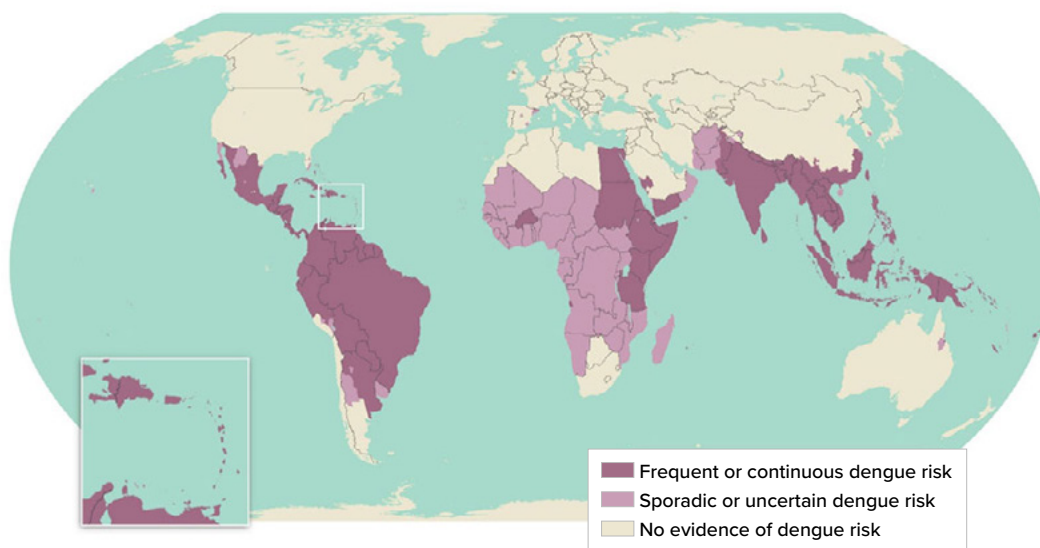 Frequent or continuous dengue risk
Sporadic or uncertain dengue risk
No evidence of dengue risk